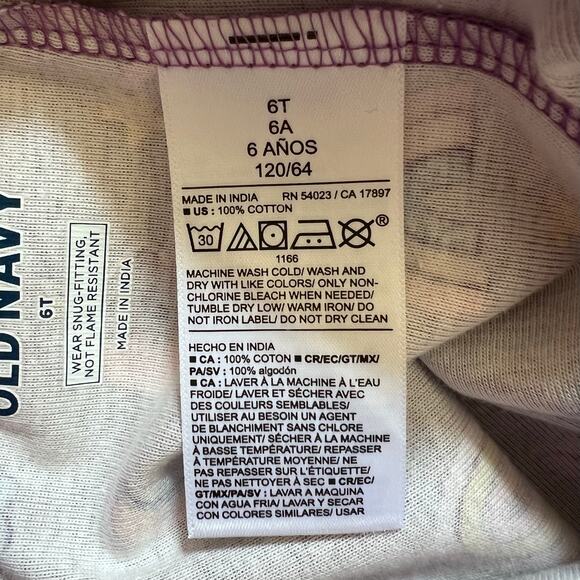 6T
6A
6 AÑOS
120/64
MADE IN INDIA RN 54023 / CA 17897
■ US : 100% COTTON
30
®
1166
MACHINE WASH COLD/ WASH AND
DRY WITH LIKE COLORS/ ONLY NON-
CHLORINE BLEACH WHEN NEEDED/
TUMBLE DRY LOW/ WARM IRON/ DO
NOT IRON LABEL/ DO NOT DRY CLEAN
HECHO EN INDIA
■ CA : 100% COTON ■ CR/EC/GT/MX/
PA/SV : 100% algodón
■ CA : LAVER À LA MACHINE À L'EAU
FROIDE/ LAVER ET SÉCHER AVEC
DES COULEURS SEMBLABLES/
UTILISER AU BESOIN UN AGENT
DE BLANCHIMENT SANS CHLORE
UNIQUEMENT/ SÉCHER À LA MACHINE
À BASSE TEMPÉRATURE/ REPASSER
À TEMPÉRATURE MOYENNE/ NE
PAS REPASSER SUR L'ÉTIQUETTE/
NE PAS NETTOYER À SEC ■ CR/EC/
GT/MX/PA/SV : LAVAR A MAQUINA
CON AGUA FRIA/ LAVAR Y SECAR
CON COLORES SIMILARES/ USAR
OLD NAVY
6T
WEAR SNUG-FITTING,
NOT FLAME RESISTANT
MADE IN INDIA